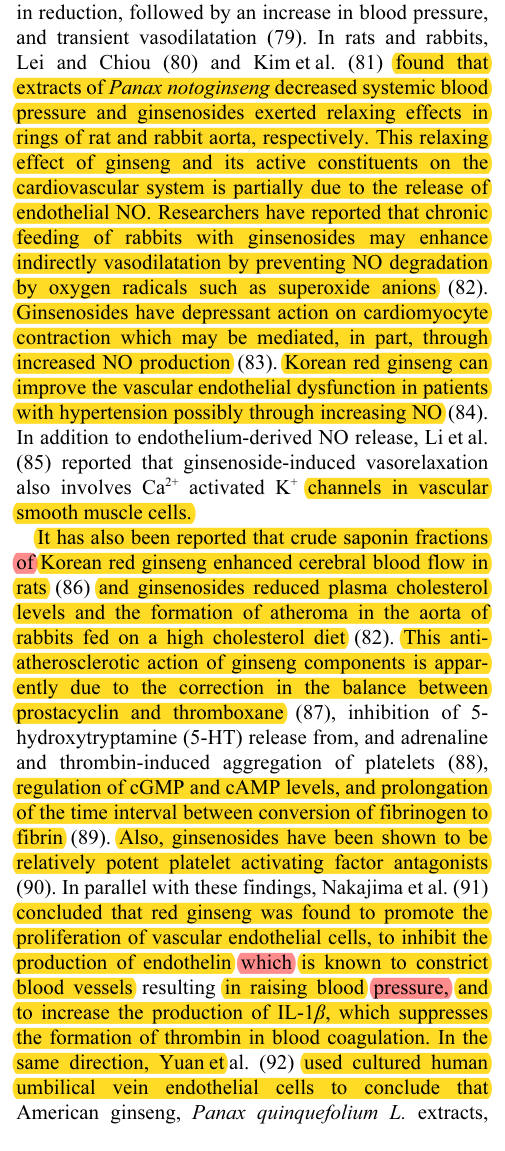 in reduction, followed by an increase in blood pressure,
and transient vasodilatation (79). In rats and rabbits,
Lei and Chiou (80) and Kim et al. (81) found that
extracts of Panax notoginseng decreased systemic blood
pressure and ginsenosides exerted relaxing effects in
rings of rat and rabbit aorta, respectively. This relaxing
effect of ginseng and its active constituents on the
cardiovascular system is partially due to the release of
endothelial NO. Researchers have reported that chronic
feeding of rabbits with ginsenosides may enhance
indirectly vasodilatation by preventing NO degradation
by oxygen radicals such as superoxide anions (82).
Ginsenosides have depressant action on cardiomyocyte
contraction which may be mediated, in part, through
increased NO production (83). Korean red ginseng can
improve the vascular endothelial dysfunction in patients
with hypertension possibly through increasing NO (84).
In addition to endothelium-derived NO release, Li et al.
(85) reported that ginsenoside-induced vasorelaxation
also involves Ca²⁺ activated K⁺ channels in vascular
smooth muscle cells.
It has also been reported that crude saponin fractions
of Korean red ginseng enhanced cerebral blood flow in
rats (86) and ginsenosides reduced plasma cholesterol
levels and the formation of atheroma in the aorta of
rabbits fed on a high cholesterol diet (82). This anti-
atherosclerotic action of ginseng components is appar-
ently due to the correction in the balance between
prostacyclin and thromboxane (87), inhibition of 5-
hydroxytryptamine (5-HT) release from, and adrenaline
and thrombin-induced aggregation of platelets (88),
regulation of cGMP and cAMP levels, and prolongation
of the time interval between conversion of fibrinogen to
fibrin (89). Also, ginsenosides have been shown to be
relatively potent platelet activating factor antagonists
(90). In parallel with these findings, Nakajima et al. (91)
concluded that red ginseng was found to promote the
proliferation of vascular endothelial cells, to inhibit the
production of endothelin which is known to constrict
blood vessels resulting in raising blood pressure, and
to increase the production of IL-1β, which suppresses
the formation of thrombin in blood coagulation. In the
same direction, Yuan et al. (92) used cultured human
umbilical vein endothelial cells to conclude that
American ginseng, Panax quinquefolium L. extracts,